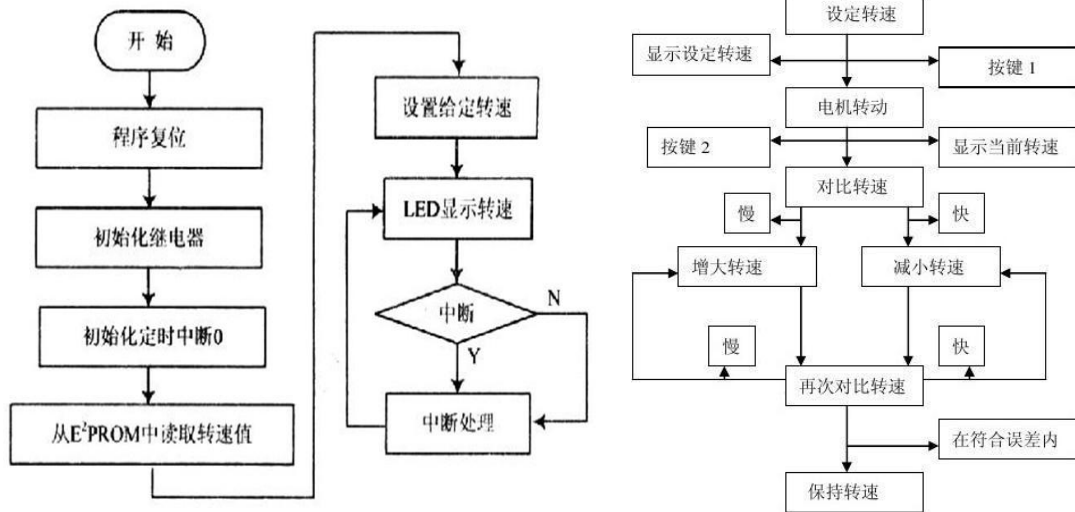 开 始
程序复位
初始化继电器
初始化定时中断0
从E²PROM中读取转速值
设置给定转速
LED显示转速
中断
N
Y
中断处理
设定转速
显示设定转速
按键 1
电机转动
按键 2
显示当前转速
对比转速
慢
快
增大转速
减小转速
慢
快
再次对比转速
在符合误差内
保持转速